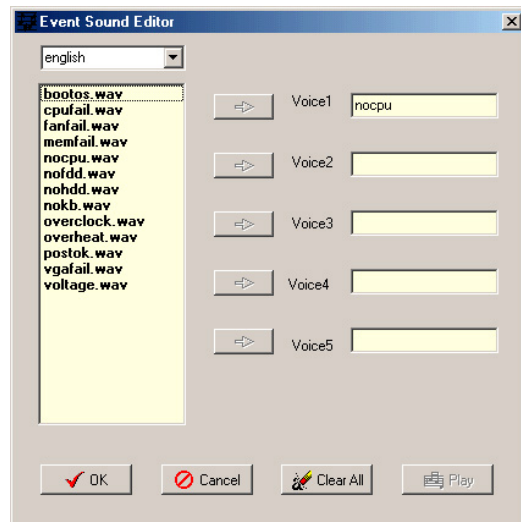 Event Sound Editor
english
bootos.wav
cpufail.wav
fanfail.wav
memfail.wav
nocpu.wav
nofdd.wav
nohdd.wav
nokb.wav
overclock.wav
overheat.wav
postok.wav
vgafail.wav
voltage.wav
Voice1
nocpu
Voice2
Voice3
Voice4
Voice5
OK
Cancel
Clear All
Play